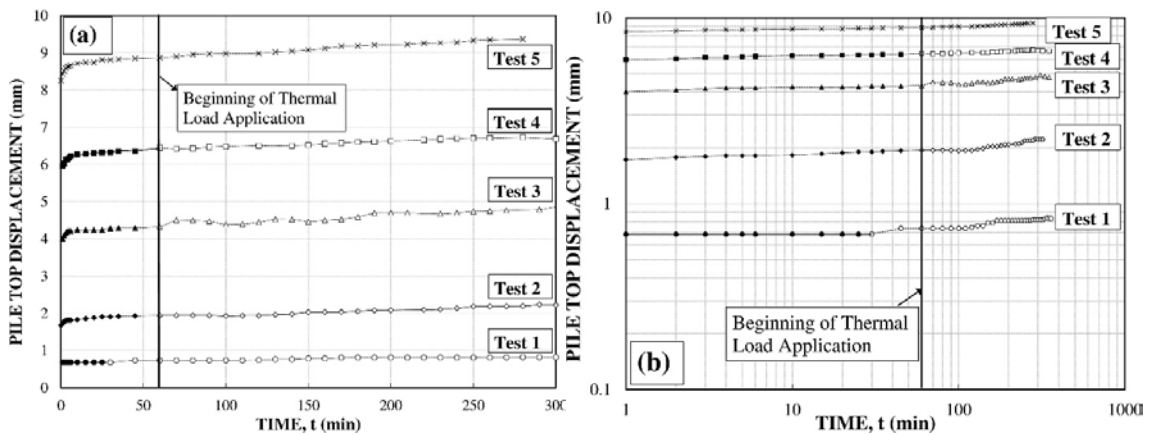 (a)
PILE TOP DISPLACEMENT (mm)
10
9
8
7
6
5
4
3
2
1
0
Test 5
Beginning of Thermal
Load Application
Test 4
Test 3
Test 2
Test 1
0
50
100
150
200
250
300
TIME, t (min)
(b)
PILE TOP DISPLACEMENT (mm)
10
1
0.1
Test 5
Test 4
Test 3
Test 2
Test 1
Beginning of Thermal
Load Application
1
10
100
1000
TIME, t (min)